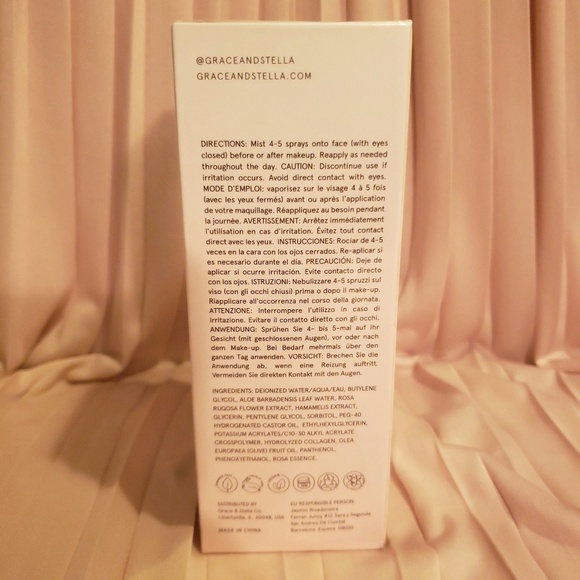 @GRACEANDSTELLA
GRACEANDSTELLA.COM
DIRECTIONS: Mist 4-5 sprays onto face (with eyes
closed) before or after makeup. Reapply as needed
throughout the day. CAUTION: Discontinue use if
irritation occurs. Avoid direct contact with eyes.
MODE D'EMPLOI: vaporisez sur le visage 4 à 5 fois
(avec les yeux fermés) avant ou après l'application
de votre maquillage. Réappliquez au besoin pendant
la journée. AVERTISSEMENT: Arrêtez immédiatement
l'utilisation en cas d'irritation. Évitez tout contact
direct avec les yeux. INSTRUCCIONES: Rociar de 4-5
veces en la cara con los ojos cerrados. Re-aplicar si
es necesario durante el día. PRECAUCIÓN: Deje de
aplicar si ocurre irritación. Evite contacto directo
con los ojos. ISTRUZIONI: Nebulizzare 4-5 spruzzi sul
viso (con gli occhi chiusi) prima o dopo il make-up.
Riapplicare all'occorrenza nel corso della giornata.
ATTENZIONE: Interrompere l'utilizzo in caso di
irritazione. Evitare il contatto diretto con gli occhi.
ANWENDUNG: Sprühen Sie 4- bis 5-mal auf Ihr
Gesicht (mit geschlossenen Augen), vor oder nach
dem Make-up. Bei Bedarf mehrmals über den
ganzen Tag anwenden. VORSICHT: Brechen Sie die
Anwendung ab, wenn eine Reizung auftritt.
Vermeiden Sie direkten Kontakt mit den Augen.
INGREDIENTS: DEIONIZED WATER/AQUA/EAU, BUTYLENE
GLYCOL, ALOE BARBADENSIS LEAF WATER, ROSA
RUGOSA FLOWER EXTRACT, HAMAMELIS EXTRACT,
GLYCERIN, PENTYLENE GLYCOL, SORBITOL, PEG-40
HYDROGENATED CASTOR OIL, ETHYLHEXYLGLYCERIN,
POTASSIUM ACRYLATES/C10-30 ALKYL ACRYLATE
CROSSPOLYMER, HYDROLYZED COLLAGEN, OLEA
EUROPAEA (OLIVE) FRUIT OIL, PANTHENOL,
PHENOXYETHANOL, ROSA ESSENCE.
DISTRIBUTED BY
Grace & Stella Co.
Libertyville, IL, 60048, USA
MADE IN CHINA
EU RESPONSIBLE PERSON:
Barcelona, Espana